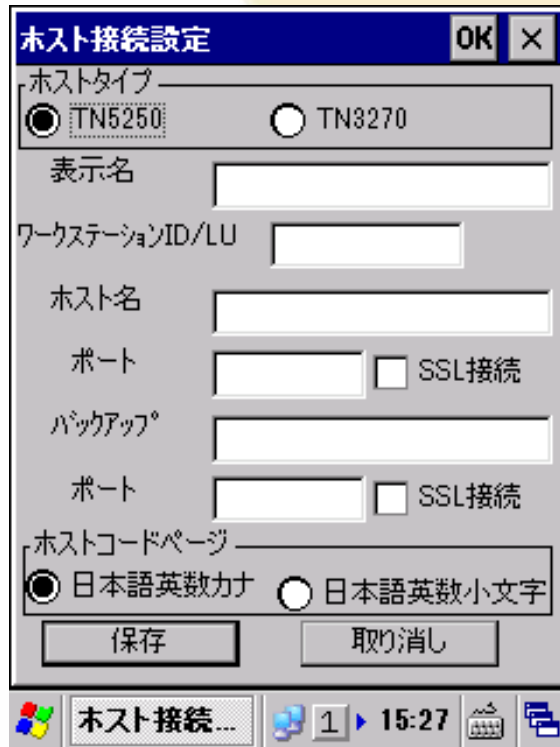 ホスト接続設定 OK ×
ホストタイプ
TN5250 TN3270
表示名
ワークステーションID/LU
ホスト名
ポート SSL接続
バックアップ
ポート SSL接続
ホストコードページ
日本語英数カナ 日本語英数小文字
保存 取り消し
ホスト接続... 1 15:27